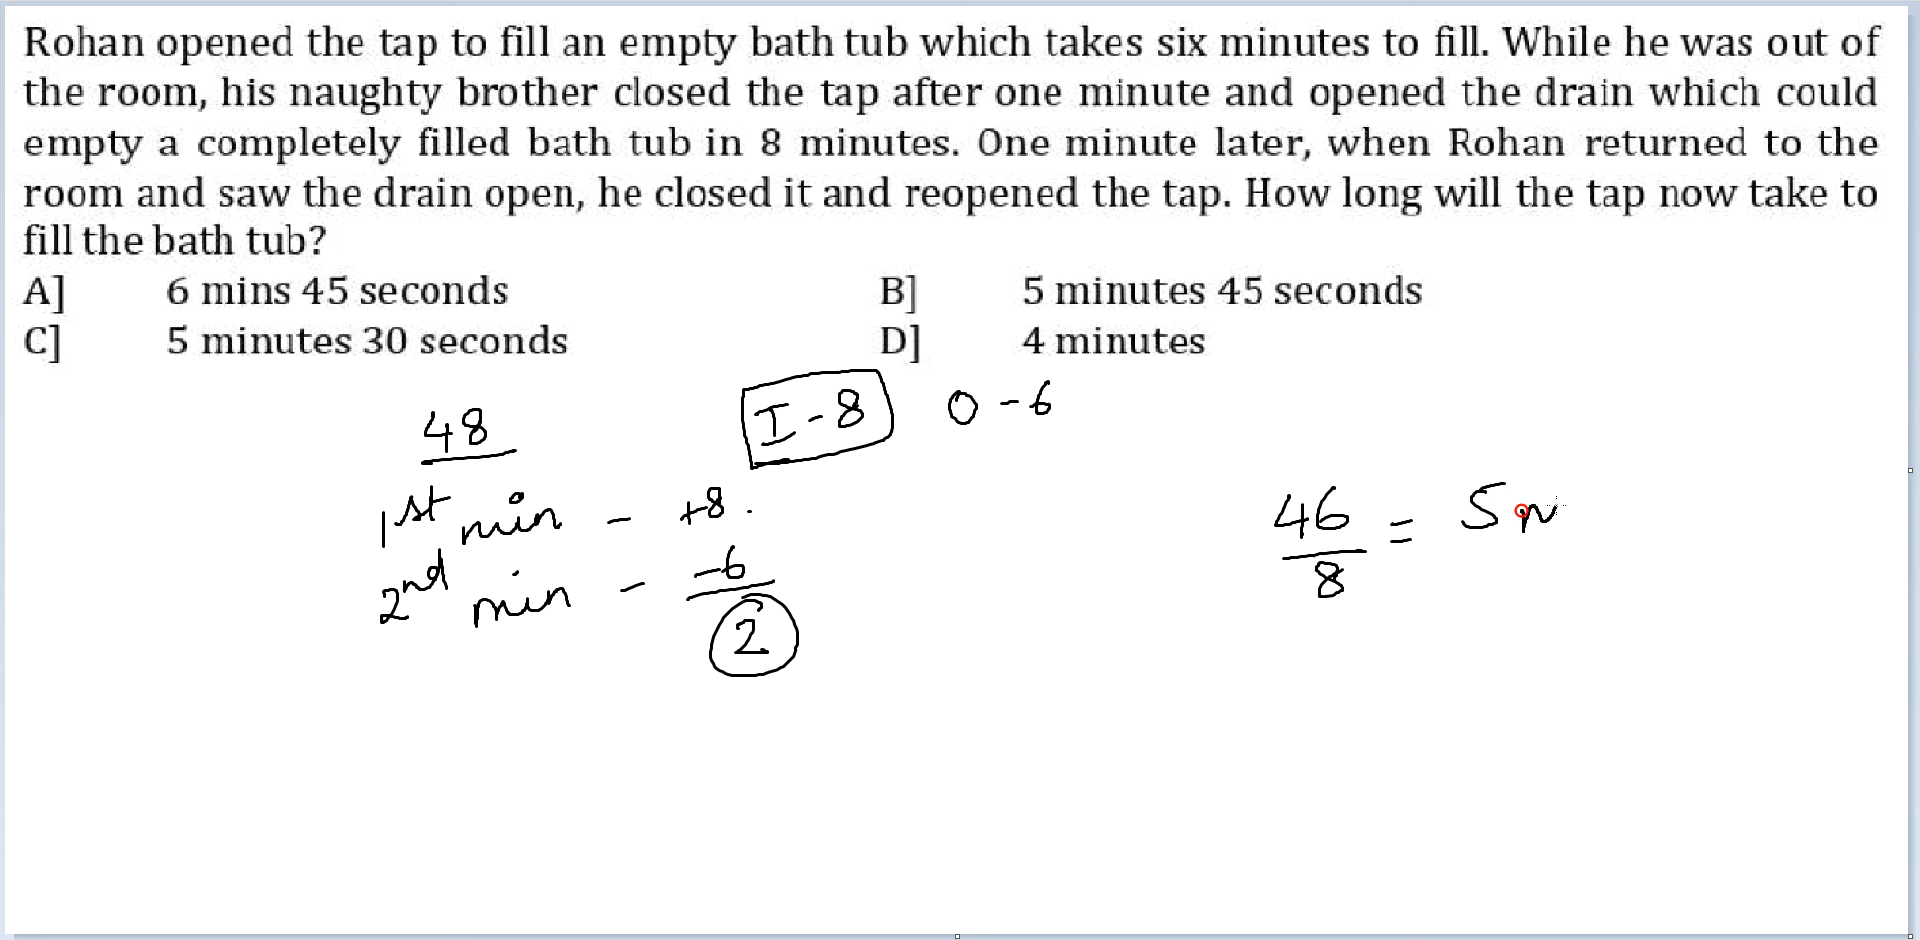 Rohan opened the tap to fill an empty bath tub which takes six minutes to fill. While he was out of
the room, his naughty brother closed the tap after one minute and opened the drain which could
empty a completely filled bath tub in 8 minutes. One minute later, when Rohan returned to the
room and saw the drain open, he closed it and reopened the tap. How long will the tap now take to
fill the bath tub?
A] 6 mins 45 seconds B] 5 minutes 45 seconds
C] 5 minutes 30 seconds D] 4 minutes
48 I - 8 O - 6
1st min - +8.
2nd min - -6
2
46/8 = 5